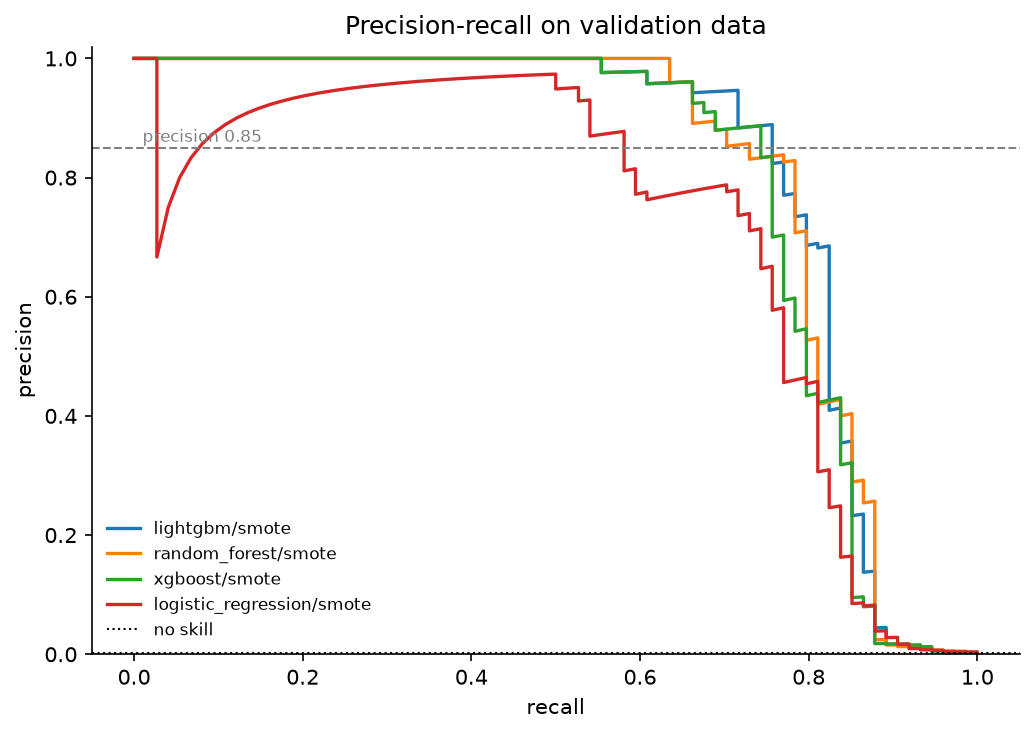 Precision-recall on validation data
1.0
0.8
0.6
0.4
0.2
0.0
precision
precision 0.85
lightgbm/smote
random_forest/smote
xgboost/smote
logistic_regression/smote
no skill
0.0 0.2 0.4 0.6 0.8 1.0
recall